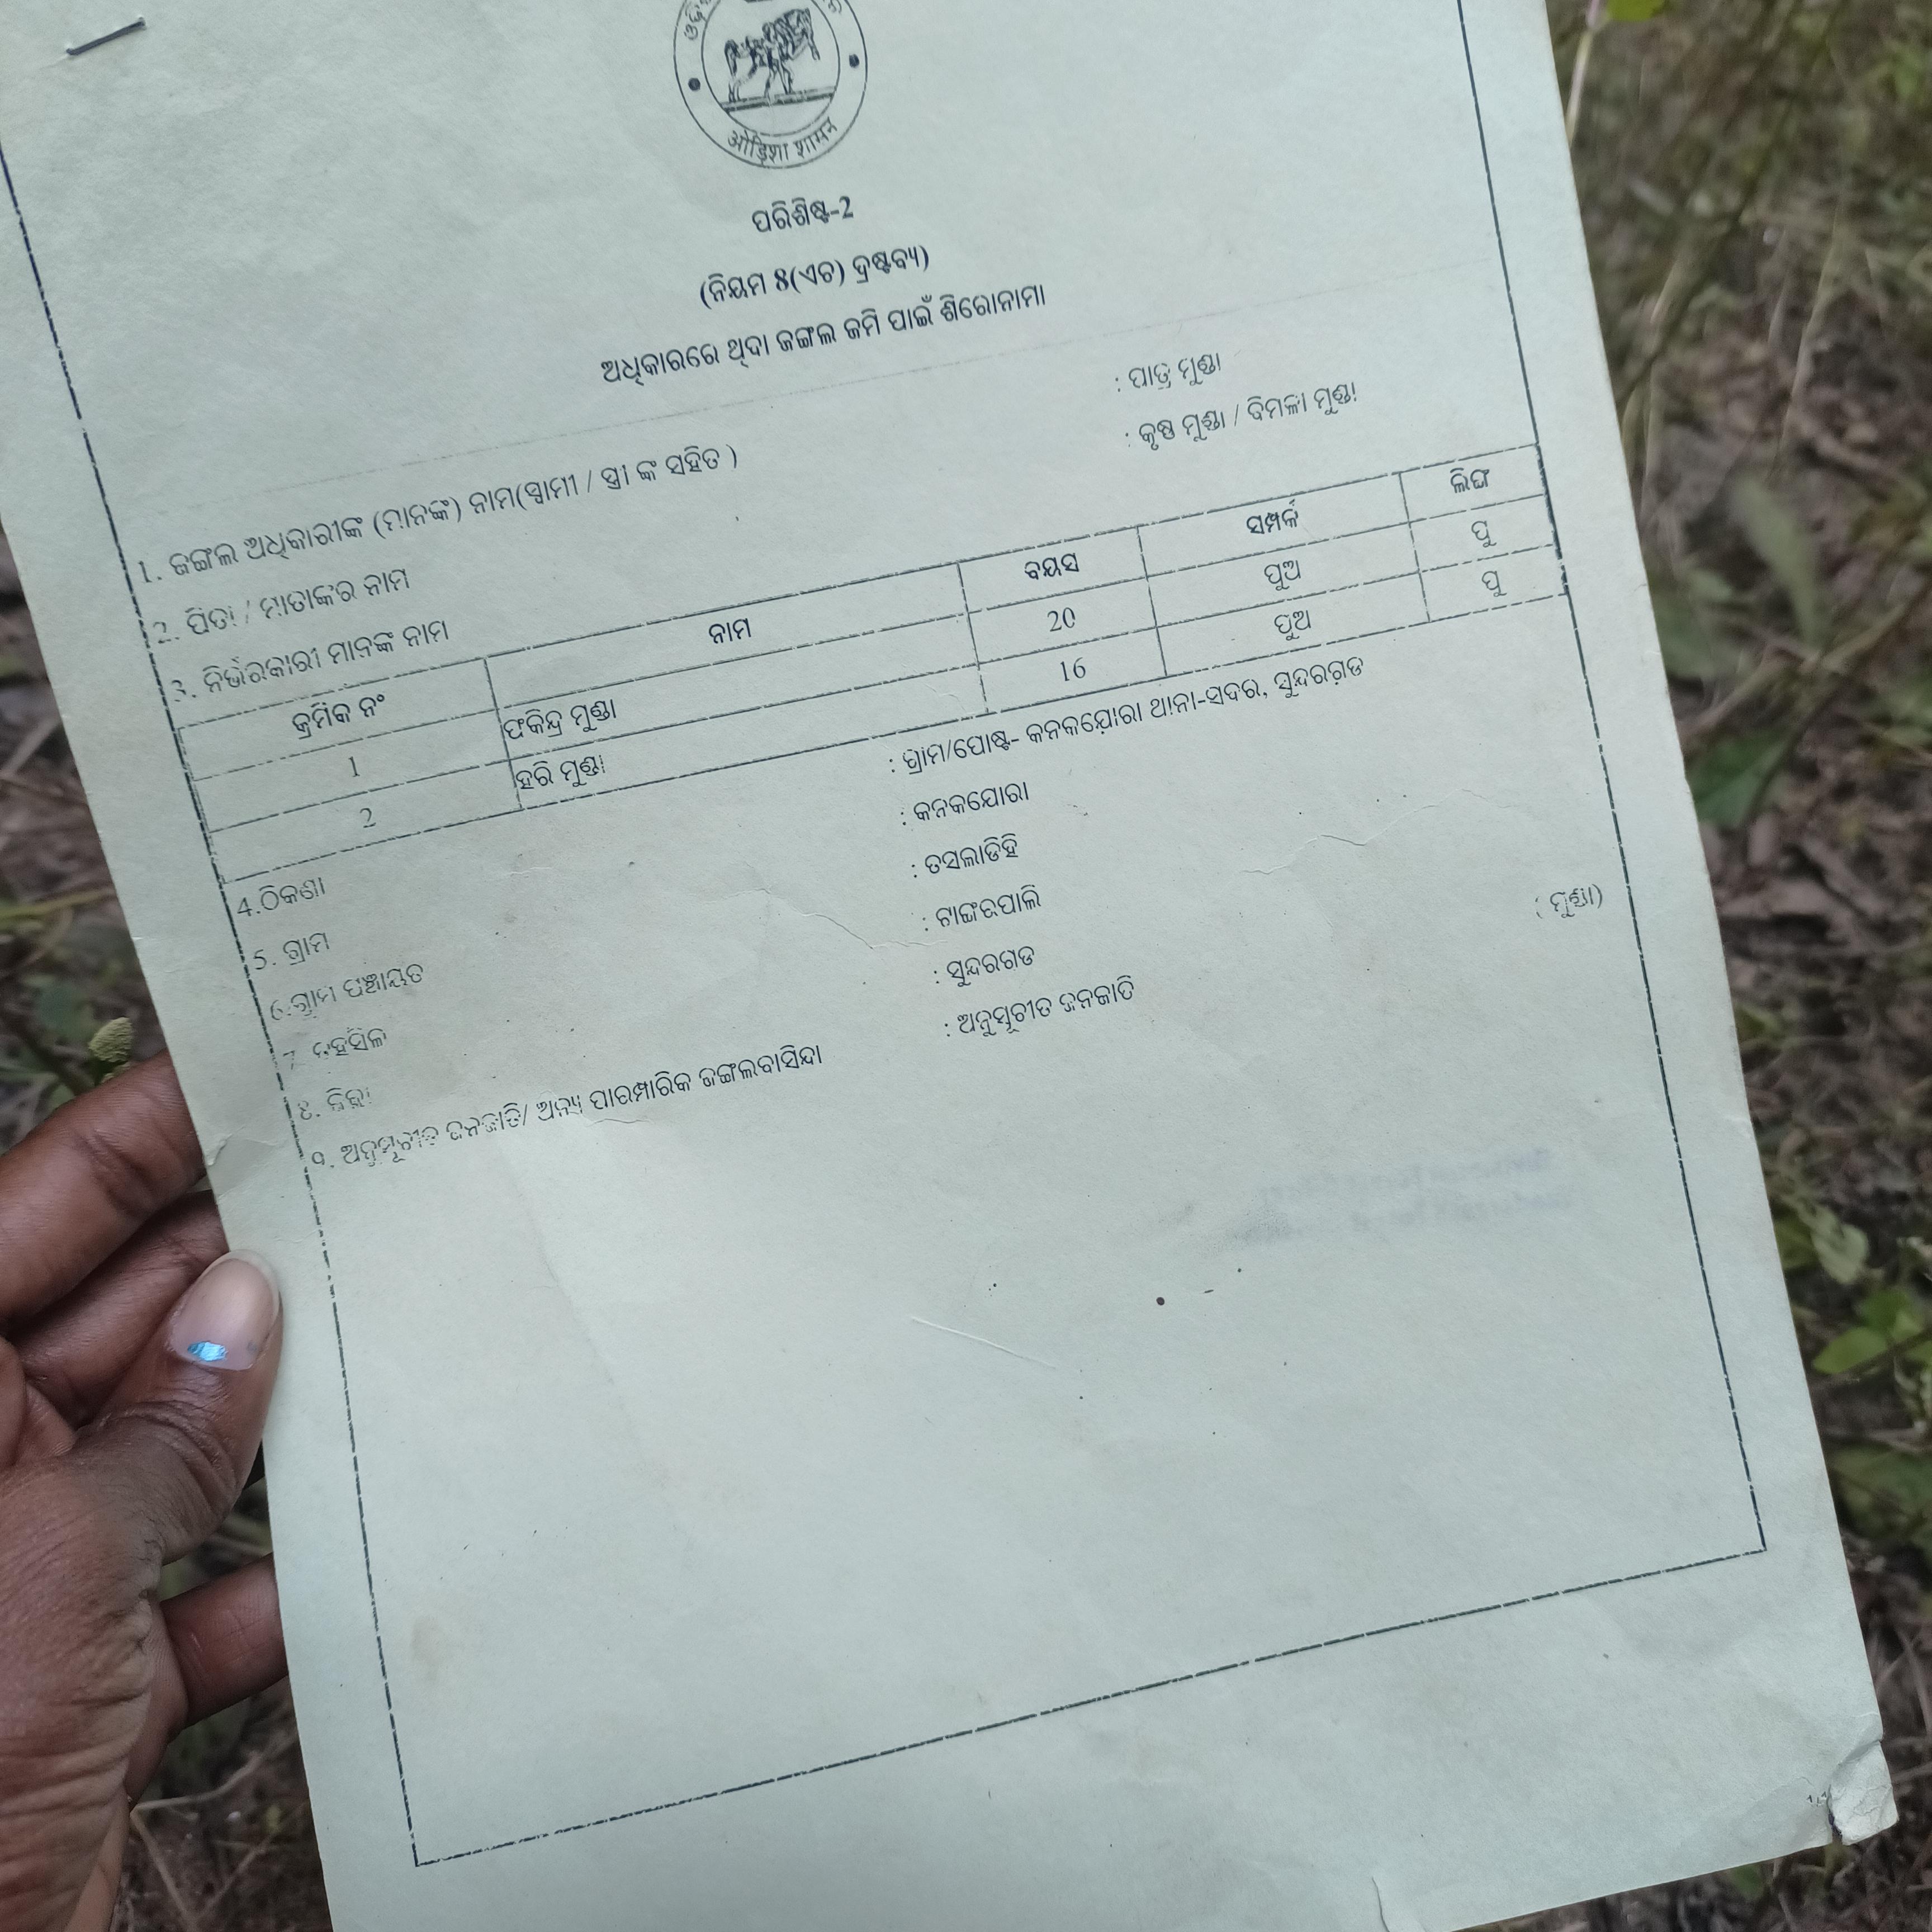 ଓଡ଼ିଶା
ओड़िशा शासन
ପରିଶିଷ୍ଟ-2
(ନିୟମ 8(ଏଚ) ଦ୍ରଷ୍ଟବ୍ୟ)
ଅଧିକାରରେ ଥିବା ଜଙ୍ଗଲ ଜମି ପାଇଁ ଶିରୋନାମା
1. ଜଙ୍ଗଲ ଅଧିକାରୀଙ୍କ (ମାନଙ୍କ) ନାମ(ସ୍ୱାମୀ / ସ୍ତ୍ରୀ ଙ୍କ ସହିତ ) : ପାତ୍ର ମୁଣ୍ଡା
2. ପିତା / ମାତାଙ୍କର ନାମ : କୃଷ୍ଣ ମୁଣ୍ଡା / ବିମଳା ମୁଣ୍ଡା
3. ନିର୍ଭରକାରୀ ମାନଙ୍କ ନାମ
କ୍ରମିକ ନଂ ନାମ ବୟସ ସମ୍ପର୍କ ଲିଙ୍ଗ
1 ଫକିନ୍ଦ୍ର ମୁଣ୍ଡା 20 ପୁଅ ପୁ
2 ହରି ମୁଣ୍ଡା 16 ପୁଅ ପୁ
4.ଠିକଣା : ଗ୍ରାମ/ପୋଷ୍ଟ- କନକଯୋରା ଥାନା-ସଦର, ସୁନ୍ଦରଗଡ
5. ଗ୍ରାମ : କନକଯୋରା
6.ଗ୍ରାମ ପଞ୍ଚାୟତ : ତସଲାଡିହି
7. ତହସିଳ : ଟାଙ୍ଗରପାଲି
8. ଜିଲ୍ଲା : ସୁନ୍ଦରଗଡ
9. ଅନୁସୂଚୀତ ଜନଜାତି/ ଅନ୍ୟ ପାରମ୍ପାରିକ ଜଙ୍ଗଲବାସିନ୍ଦା : ଅନୁସୂଚୀତ ଜନଜାତି ( ମୁଣ୍ଡା)